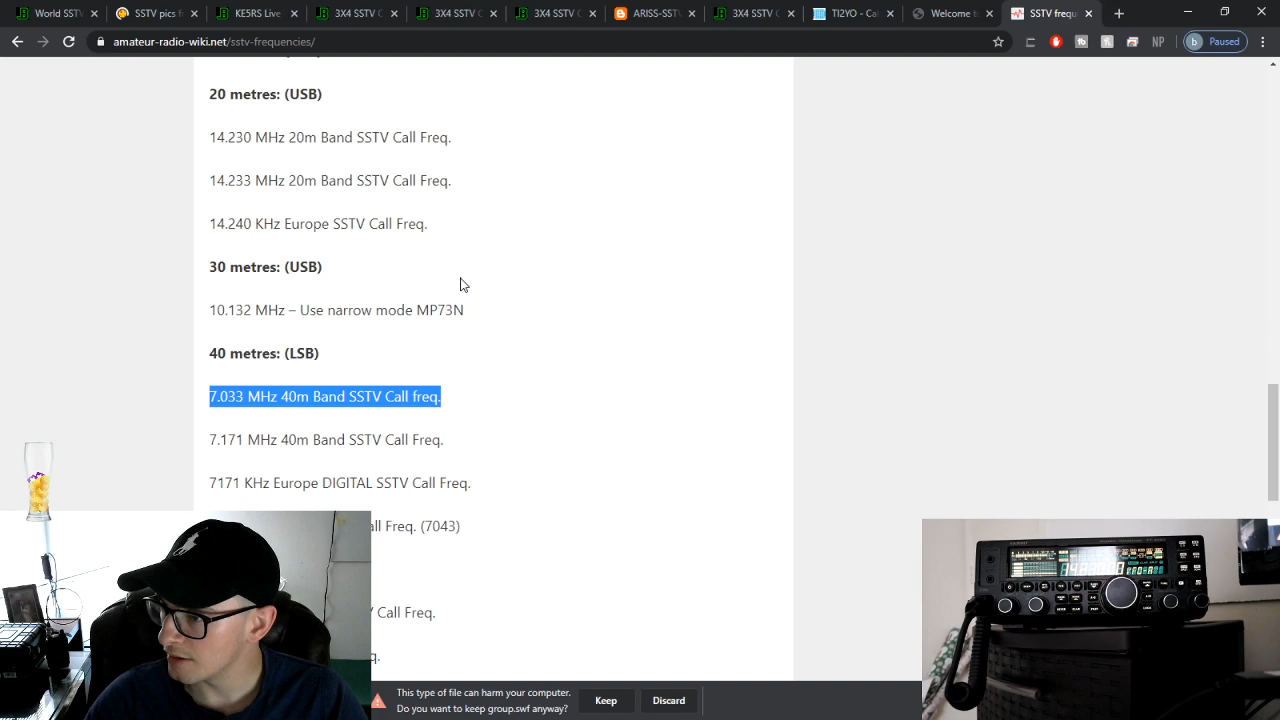 World SSTV
SSTV pics f
KE5RS Live
3X4 SSTV C
3X4 SSTV C
3X4 SSTV C
ARISS-SSTV
3X4 SSTV C
TI2YO - Cal
Welcome t
SSTV frequ
amateur-radio-wiki.net/sstv-frequencies/
NP
b Paused
20 metres: (USB)
14.230 MHz 20m Band SSTV Call Freq.
14.233 MHz 20m Band SSTV Call Freq.
14.240 KHz Europe SSTV Call Freq.
30 metres: (USB)
10.132 MHz – Use narrow mode MP73N
40 metres: (LSB)
7.033 MHz 40m Band SSTV Call freq.
7.171 MHz 40m Band SSTV Call Freq.
7171 KHz Europe DIGITAL SSTV Call Freq.
all Freq. (7043)
V Call Freq.
q.
This type of file can harm your computer.
Do you want to keep group.swf anyway?
Keep
Discard